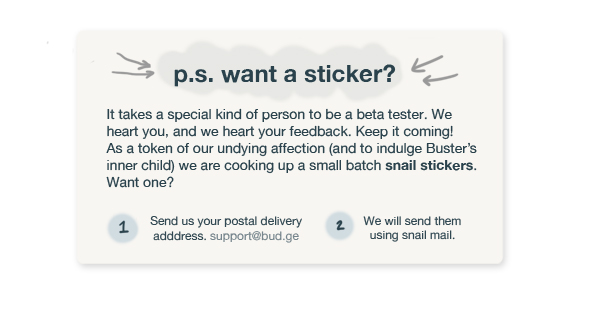 p.s. want a sticker?
It takes a special kind of person to be a beta tester. We
heart you, and we heart your feedback. Keep it coming!
As a token of our undying affection (and to indulge Buster's
inner child) we are cooking up a small batch snail stickers.
Want one?
1 Send us your postal delivery
adddress. support@bud.ge
2 We will send them
using snail mail.